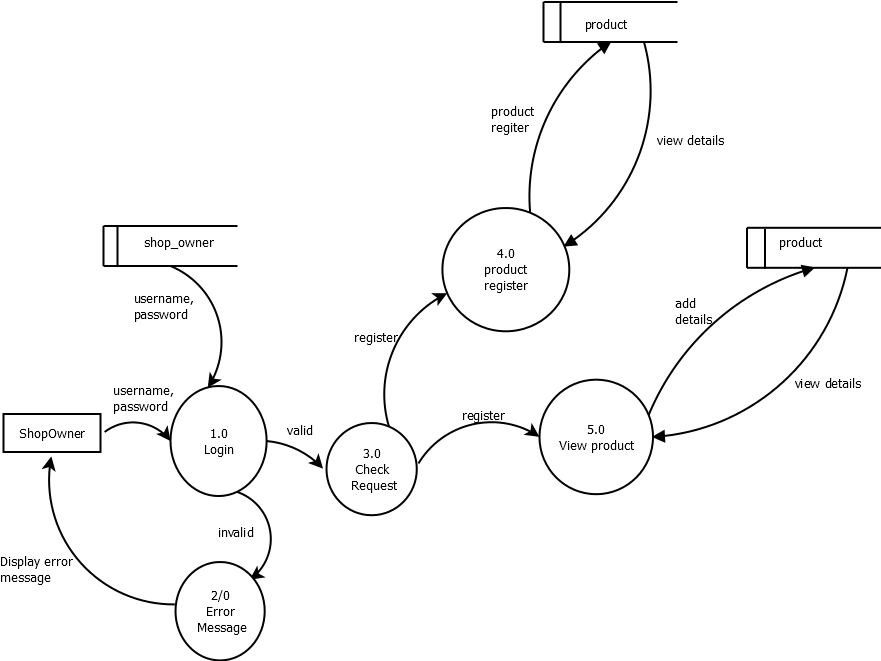 product
product
regiter
view details
4.0
product
register
shop_owner
product
username,
password
add
details
register
view details
username,
password
ShopOwner
1.0
Login
valid
register
3.0
Check
Request
5.0
View product
invalid
Display error
message
2/0
Error
Message